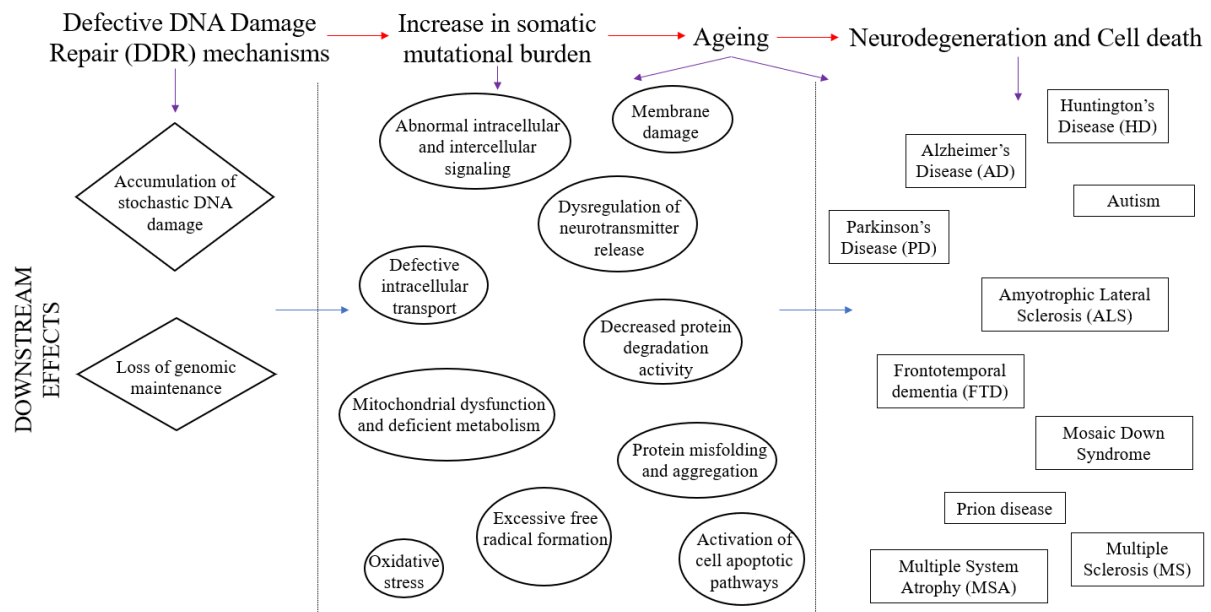 Defective DNA Damage
Repair (DDR) mechanisms
Increase in somatic
mutational burden
Ageing
Neurodegeneration and Cell death
DOWNSTREAM
EFFECTS
Accumulation of
stochastic DNA
damage
Loss of genomic
maintenance
Abnormal intracellular
and intercellular
signaling
Membrane
damage
Dysregulation of
neurotransmitter
release
Defective
intracellular
transport
Decreased protein
degradation
activity
Mitochondrial dysfunction
and deficient metabolism
Protein misfolding
and aggregation
Excessive free
radical formation
Oxidative
stress
Activation of
cell apoptotic
pathways
Huntington’s
Disease (HD)
Alzheimer’s
Disease (AD)
Autism
Parkinson’s
Disease (PD)
Amyotrophic Lateral
Sclerosis (ALS)
Frontotemporal
dementia (FTD)
Mosaic Down
Syndrome
Prion disease
Multiple System
Atrophy (MSA)
Multiple
Sclerosis (MS)